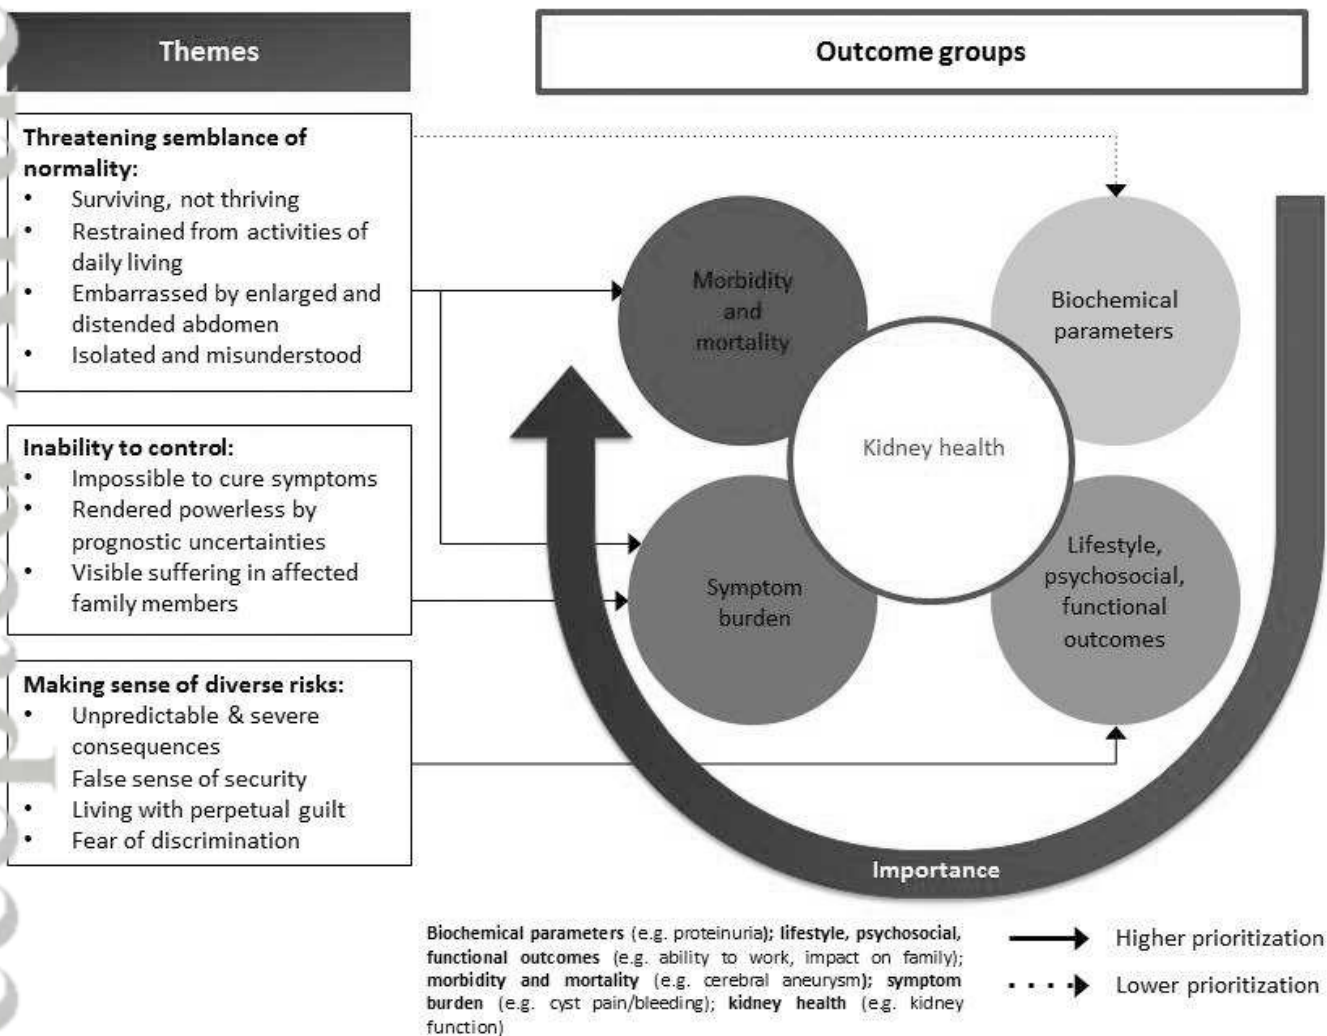 Themes
Outcome groups
Threatening semblance of
normality:
• Surviving, not thriving
• Restrained from activities of
daily living
• Embarrassed by enlarged and
distended abdomen
• Isolated and misunderstood
Inability to control:
• Impossible to cure symptoms
• Rendered powerless by
prognostic uncertainties
• Visible suffering in affected
family members
Making sense of diverse risks:
• Unpredictable & severe
consequences
False sense of security
• Living with perpetual guilt
• Fear of discrimination
Morbidity
and
mortality
Biochemical
parameters
Kidney health
Symptom
burden
Lifestyle,
psychosocial,
functional
outcomes
Importance
Biochemical parameters (e.g. proteinuria); lifestyle, psychosocial,
functional outcomes (e.g. ability to work, impact on family);
morbidity and mortality (e.g. cerebral aneurysm); symptom
burden (e.g. cyst pain/bleeding); kidney health (e.g. kidney
function)
Higher prioritization
Lower prioritization